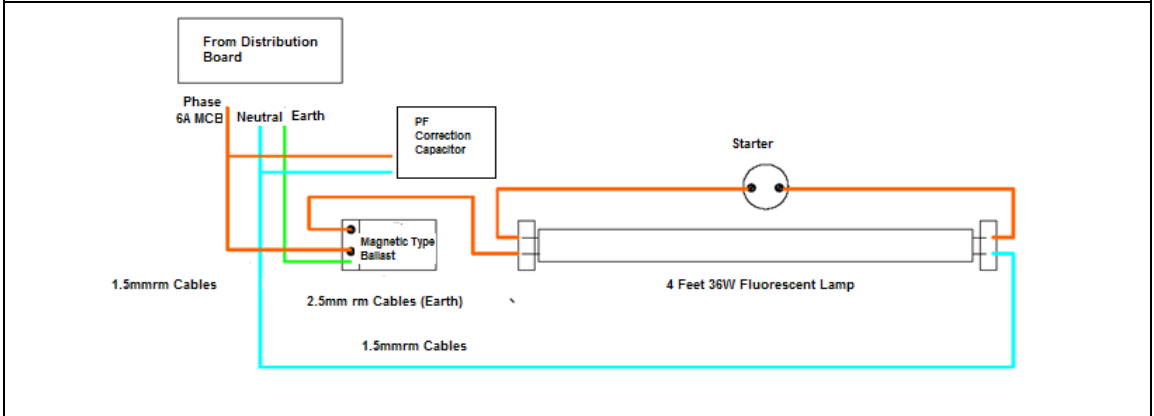 From Distribution
Board
Phase
6A MCB
Neutral
Earth
PF
Correction
Capacitor
Starter
Magnetic Type
Ballast
1.5mmrm Cables
2.5mm rm Cables (Earth)
4 Feet 36W Fluorescent Lamp
1.5mmrm Cables